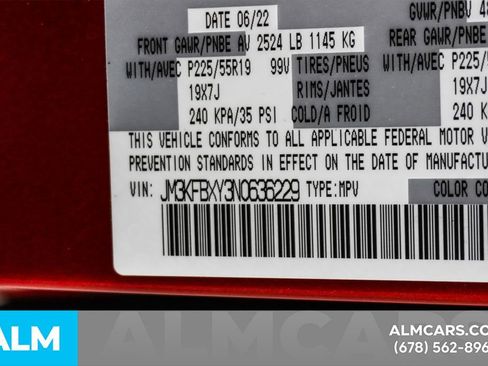 DATE 06/22 GVWR/PNBV
FRONT GAWR/PNBE AV 2524 LB 1145 KG REAR GAWR/PNBE
WITH/AVEC P225/55R19 99V TIRES/PNEUS WITH/AVEC P225/5
19X7J RIMS/JANTES 19X7J
240 KPA/35 PSI COLD/A FROID 240 K
THIS VEHICLE CONFORMS TO ALL APPLICABLE FEDERAL MOTOR
PREVENTION STANDARDS IN EFFECT ON THE DATE OF MANUFACTU
VIN: JM3KFBXY3N0636229 TYPE:MPV COLOR CO
ALM ALMCARS ALMCARS.CO
(678) 562-896